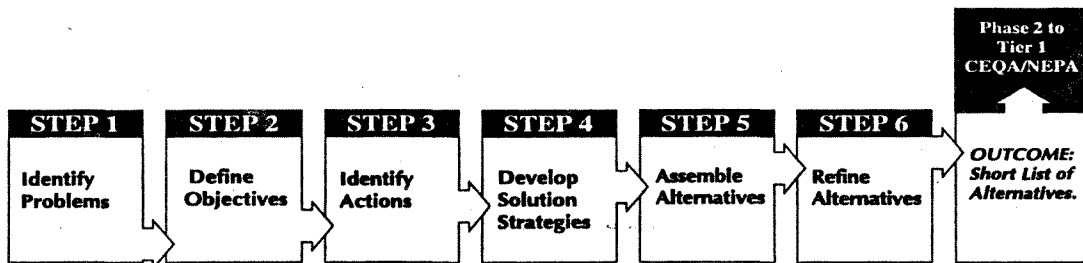 Phase 2 to
Tier 1
CEQA/NEPA
STEP 1
Identify
Problems
STEP 2
Define
Objectives
STEP 3
Identify
Actions
STEP 4
Develop
Solution
Strategies
STEP 5
Assemble
Alternatives
STEP 6
Refine
Alternatives
OUTCOME:
Short List of
Alternatives.